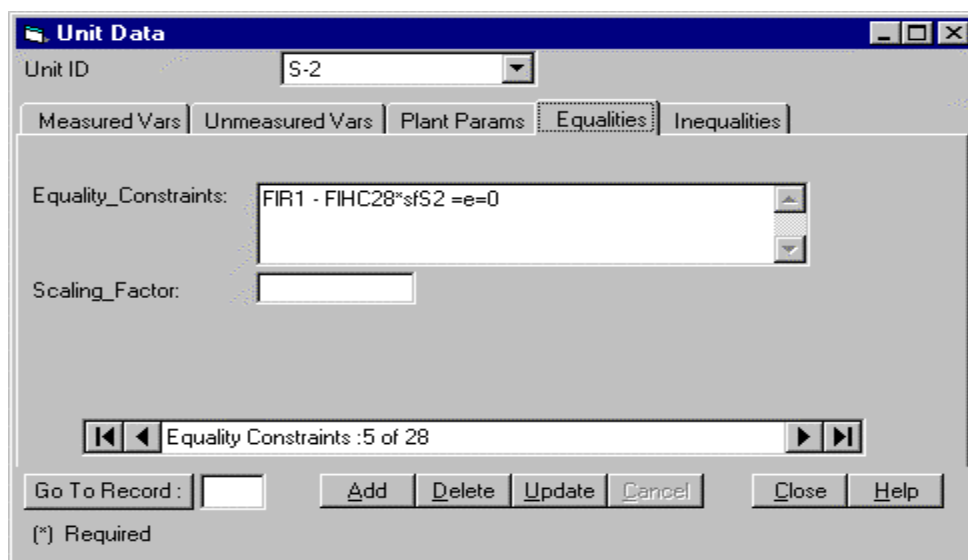 Unit Data
Unit ID S-2
Measured Vars Unmeasured Vars Plant Params Equalities Inequalities
Equality_Constraints: FIR1 - FIHC28*sfS2 =e=0
Scaling_Factor:
Equality Constraints :5 of 28
Go To Record : Add Delete Update Cancel Close Help
(*) Required